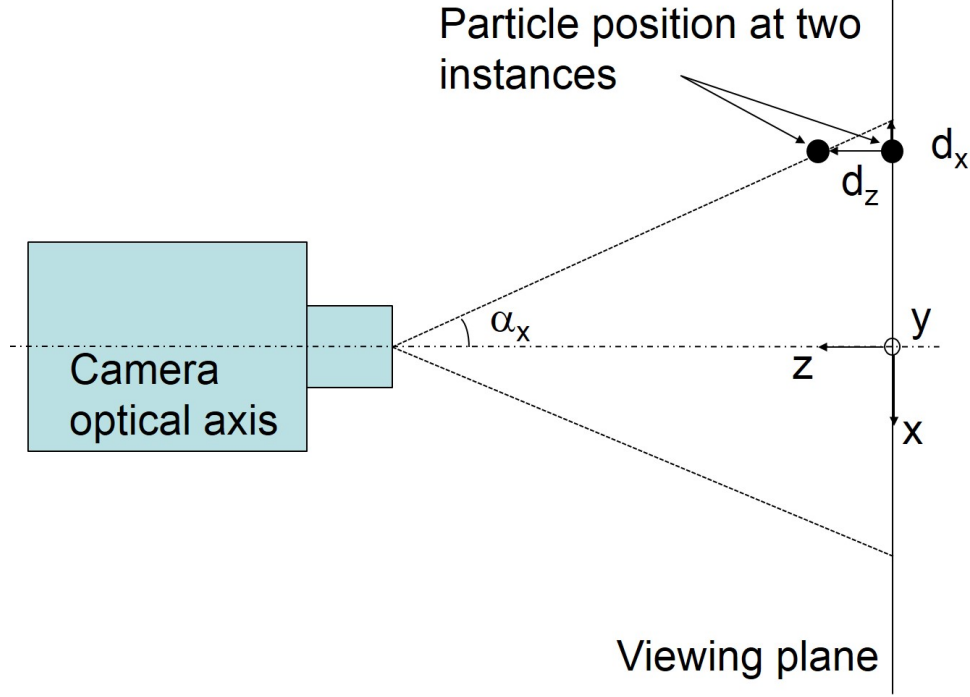 Particle position at two
instances
dx
dz
αx
y
z
x
Camera
optical axis
Viewing plane